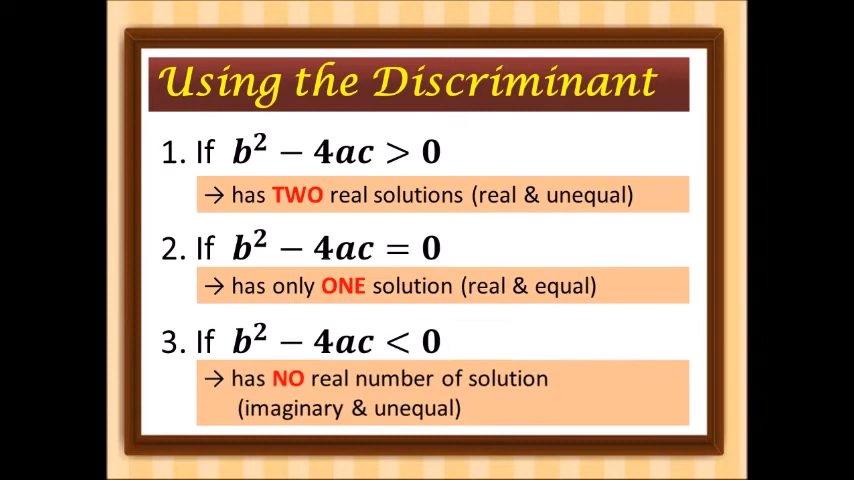 Using the Discriminant
1. If b² − 4ac > 0
→ has TWO real solutions (real & unequal)
2. If b² − 4ac = 0
→ has only ONE solution (real & equal)
3. If b² − 4ac < 0
→ has NO real number of solution
(imaginary & unequal)